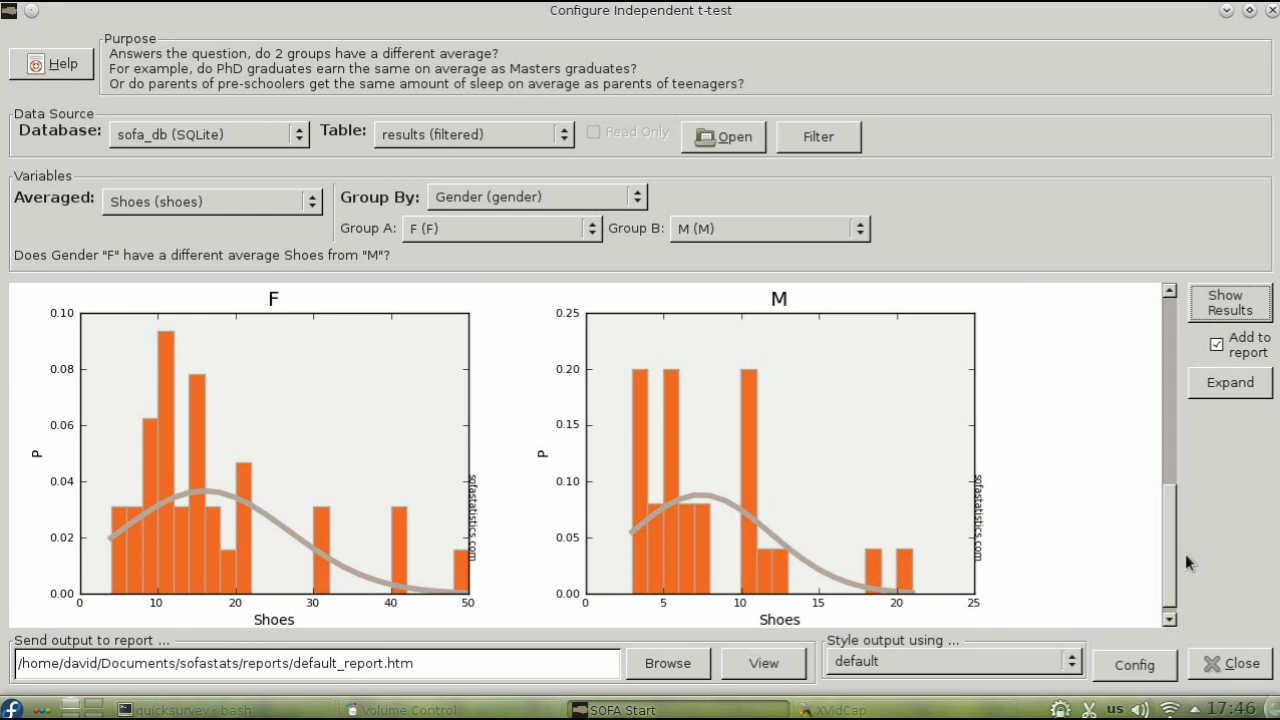 Configure Independent t-test
Purpose
Help
Answers the question, do 2 groups have a different average?
For example, do PhD graduates earn the same on average as Masters graduates?
Or do parents of pre-schoolers get the same amount of sleep on average as parents of teenagers?
Data Source
Database: sofa_db (SQLite) Table: results (filtered) Read Only Open Filter
Variables
Averaged: Shoes (shoes) Group By: Gender (gender)
Group A: F (F) Group B: M (M)
Does Gender "F" have a different average Shoes from "M"?
F
0.10
0.08
0.06
0.04
0.02
0.00
P
0 10 20 30 40 50
Shoes
sofastatistics.com
M
0.25
0.20
0.15
0.10
0.05
0.00
P
0 5 10 15 20 25
Shoes
sofastatistics.com
Show
Results
Add to
report
Expand
Send output to report ...
/home/david/Documents/sofastats/reports/default_report.htm Browse View
Style output using ...
default Config Close
quicksurvey : bash Volume Control SOFA Start XVidCap us 17:46